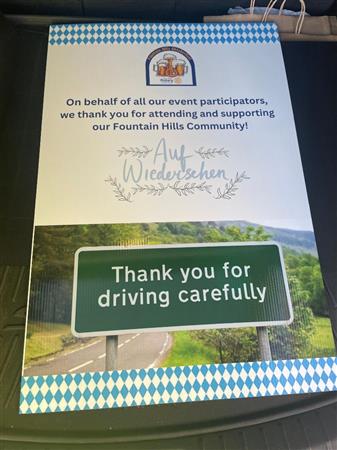 Rotary
On behalf of all our event participators,
we thank you for attending and supporting
our Fountain Hills Community!
Auf
Wiedersehen
Thank you for
driving carefully